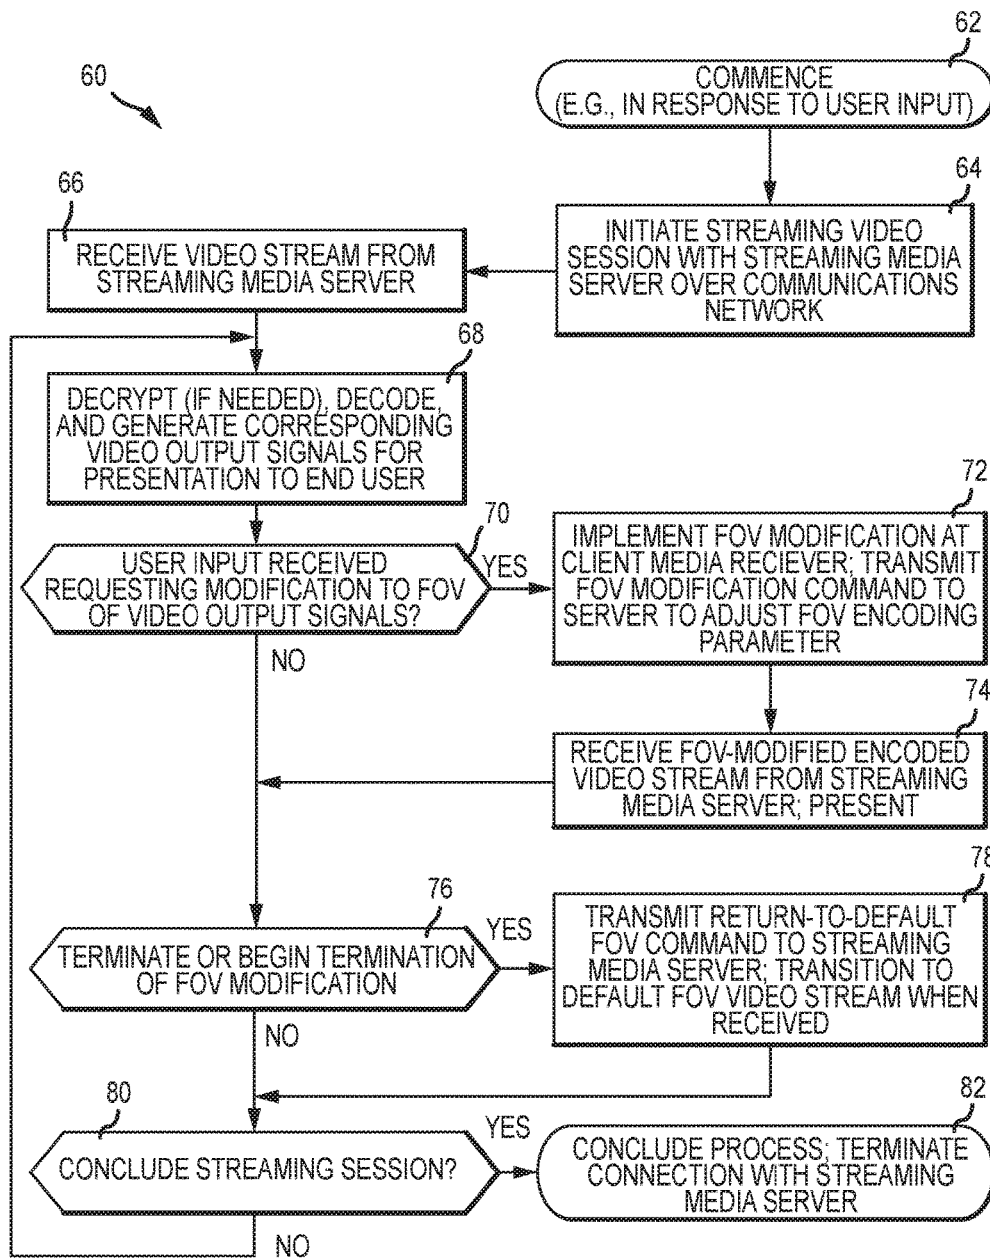 60
62
COMMENCE
(E.G., IN RESPONSE TO USER INPUT)
64
INITIATE STREAMING VIDEO
SESSION WITH STREAMING MEDIA
SERVER OVER COMMUNICATIONS
NETWORK
66
RECEIVE VIDEO STREAM FROM
STREAMING MEDIA SERVER
68
DECRYPT (IF NEEDED), DECODE,
AND GENERATE CORRESPONDING
VIDEO OUTPUT SIGNALS FOR
PRESENTATION TO END USER
70
USER INPUT RECEIVED
REQUESTING MODIFICATION TO FOV
OF VIDEO OUTPUT SIGNALS?
YES
NO
72
IMPLEMENT FOV MODIFICATION AT
CLIENT MEDIA RECIEVER; TRANSMIT
FOV MODIFICATION COMMAND TO
SERVER TO ADJUST FOV ENCODING
PARAMETER
74
RECEIVE FOV-MODIFIED ENCODED
VIDEO STREAM FROM STREAMING
MEDIA SERVER; PRESENT
76
TERMINATE OR BEGIN TERMINATION
OF FOV MODIFICATION
YES
NO
78
TRANSMIT RETURN-TO-DEFAULT
FOV COMMAND TO STREAMING
MEDIA SERVER; TRANSITION TO
DEFAULT FOV VIDEO STREAM WHEN
RECEIVED
80
CONCLUDE STREAMING SESSION?
YES
NO
82
CONCLUDE PROCESS; TERMINATE
CONNECTION WITH STREAMING
MEDIA SERVER